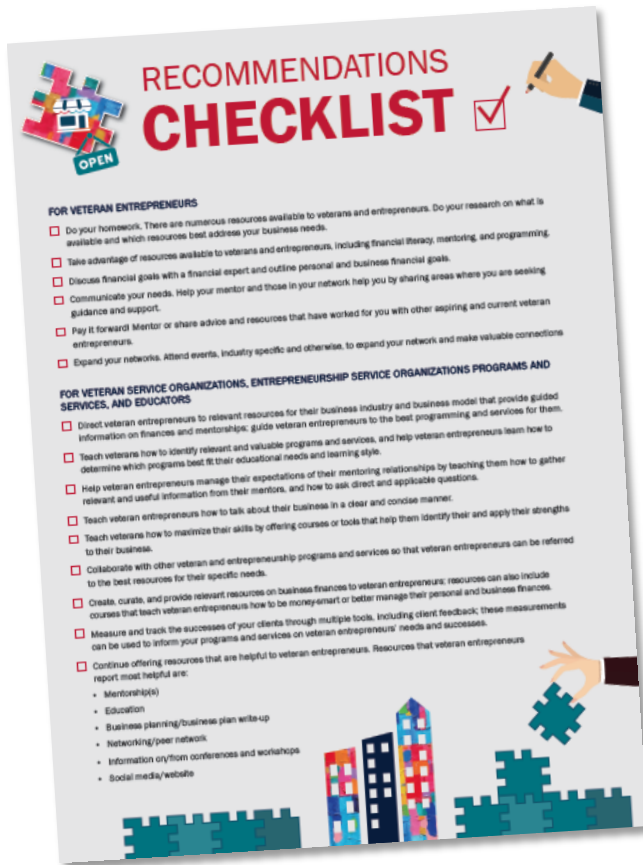 RECOMMENDATIONS
CHECKLIST
OPEN
FOR VETERAN ENTREPRENEURS
Do your homework. There are numerous resources available to veterans and entrepreneurs. Do your research on what is
available and which resources best address your business needs.
Take advantage of resources available to veterans and entrepreneurs, including financial literacy, mentoring, and programming.
Discuss financial goals with a financial expert and outline personal and business financial goals.
Communicate your needs. Help your mentor and those in your network help you by sharing areas where you are seeking
guidance and support.
Pay it forward! Mentor or share advice and resources that have worked for you with other aspiring and current veteran
entrepreneurs.
Expand your networks. Attend events, industry specific and otherwise, to expand your network and make valuable connections
FOR VETERAN SERVICE ORGANIZATIONS, ENTREPRENEURSHIP SERVICE ORGANIZATIONS PROGRAMS AND
SERVICES, AND EDUCATORS
Direct veteran entrepreneurs to relevant resources for their business industry and business model that provide guided
information on finances and mentorships; guide veteran entrepreneurs to the best programming and services for them.
Teach veterans how to identify relevant and valuable programs and services, and help veteran entrepreneurs learn how to
determine which programs best fit their educational needs and learning style.
Help veteran entrepreneurs manage their expectations of their mentoring relationships by teaching them how to gather
relevant and useful information from their mentors, and how to ask direct and applicable questions.
Teach veteran entrepreneurs how to talk about their business in a clear and concise manner.
Teach veterans how to maximize their skills by offering courses or tools that help them identify their and apply their strengths
to their business.
Collaborate with other veteran and entrepreneurship programs and services so that veteran entrepreneurs can be referred
to the best resources for their specific needs.
Create, curate, and provide relevant resources on business finances to veteran entrepreneurs; resources can also include
courses that teach veteran entrepreneurs how to be money-smart or better manage their personal and business finances.
Measure and track the successes of your clients through multiple tools, including client feedback; these measurements
can be used to inform your programs and services on veteran entrepreneurs' needs and successes.
Continue offering resources that are helpful to veteran entrepreneurs. Resources that veteran entrepreneurs
report most helpful are:
• Mentorship(s)
• Education
• Business planning/business plan write-up
• Networking/peer network
• Information on/from conferences and workshops
• Social media/website